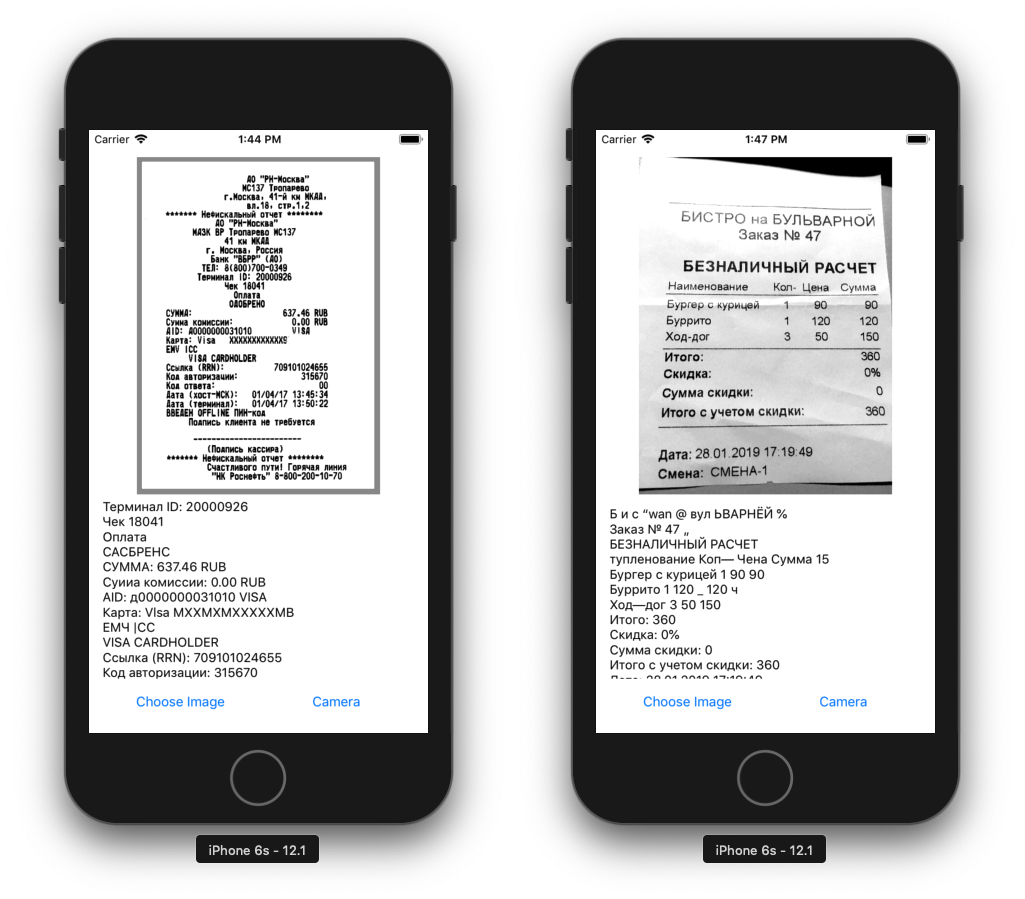 Carrier 1:44 PM
АО "РН-Москва"
МС137 Тропарево
г.Москва, 41-й км МКАД,
вл.18, стр.1,2
******* Нефискальный отчет ********
АО "РН-Москва"
МАЗК ВР Тропарево МС137
41 км МКАД
г. Москва, Россия
Банк "ВБРР" (АО)
ТЕЛ: 8(800)700-0349
Терминал ID: 20000926
Чек 18041
Оплата
ОДОБРЕНО
СУММА: 637.46 RUB
Сумма комиссии: 0.00 RUB
AID: A0000000031010 VISA
Карта: Visa XXXXXXXXXXXX9
EMV ICC
VISA CARDHOLDER
Ссылка (RRN): 709101024655
Код авторизации: 315670
Код ответа: 00
Дата (хост-МСК): 01/04/17 13:45:34
Дата (терминал): 01/04/17 13:50:22
ВВЕДЕН OFFLINE ПИН-код
Подпись клиента не требуется
------------------------
(Подпись кассира)
******* Нефискальный отчет ********
Счастливого пути! Горячая линия
"НК Роснефть" 8-800-200-10-70
Терминал ID: 20000926
Чек 18041
Оплата
САСБРЕНС
СУММА: 637.46 RUB
Суииа комиссии: 0.00 RUB
AID: д0000000031010 VISA
Карта: VIsa MXXMXMXXXXXMB
ЕМЧ |СС
VISA CARDHOLDER
Ссылка (RRN): 709101024655
Код авторизации: 315670
Choose Image Camera
iPhone 6s - 12.1
Carrier 1:47 PM
БИСТРО на БУЛЬВАРНОЙ
Заказ № 47
БЕЗНАЛИЧНЫЙ РАСЧЕТ
Наименование Кол- Цена Сумма
Бургер с курицей 1 90 90
Буррито 1 120 120
Ход-дог 3 50 150
Итого: 360
Скидка: 0%
Сумма скидки: 0
Итого с учетом скидки: 360
Дата: 28.01.2019 17:19:49
Смена: СМЕНА-1
Б и с “wan @ вул ЬВАРНЁЙ %
Заказ № 47 „
БЕЗНАЛИЧНЫЙ РАСЧЕТ
тупленование Коп— Чена Сумма 15
Бургер с курицей 1 90 90
Буррито 1 120 _ 120 ч
Ход—дог 3 50 150
Итого: 360
Скидка: 0%
Сумма скидки: 0
Итого с учетом скидки: 360
Choose Image Camera
iPhone 6s - 12.1